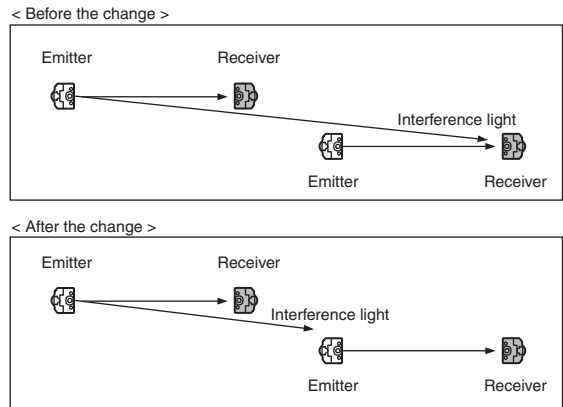 < Before the change >
Emitter Receiver
Interference light
Emitter Receiver
< After the change >
Emitter Receiver
Interference light
Emitter Receiver